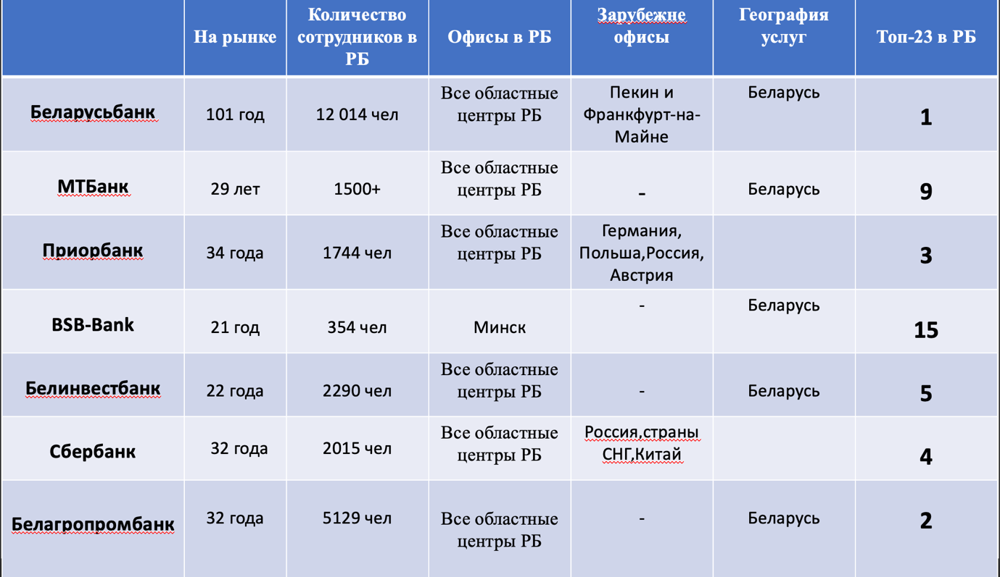 На рынке
Количество
сотрудников в
РБ
Офисы в РБ
Зарубежне
офисы
География
услуг
Топ-23 в РБ
Беларусьбанк
101 год
12 014 чел
Все областные
центры РБ
Пекин и
Франкфурт-на-
Майне
Беларусь
1
МТБанк
29 лет
1500+
Все областные
центры РБ
-
Беларусь
9
Приорбанк
34 года
1744 чел
Все областные
центры РБ
Германия,
Польша,Россия,
Австрия
3
BSB-Bank
21 год
354 чел
Минск
-
Беларусь
15
Белинвестбанк
22 года
2290 чел
Все областные
центры РБ
-
Беларусь
5
Сбербанк
32 года
2015 чел
Все областные
центры РБ
Россия,страны
СНГ,Китай
4
Белагропромбанк
32 года
5129 чел
Все областные
центры РБ
-
Беларусь
2